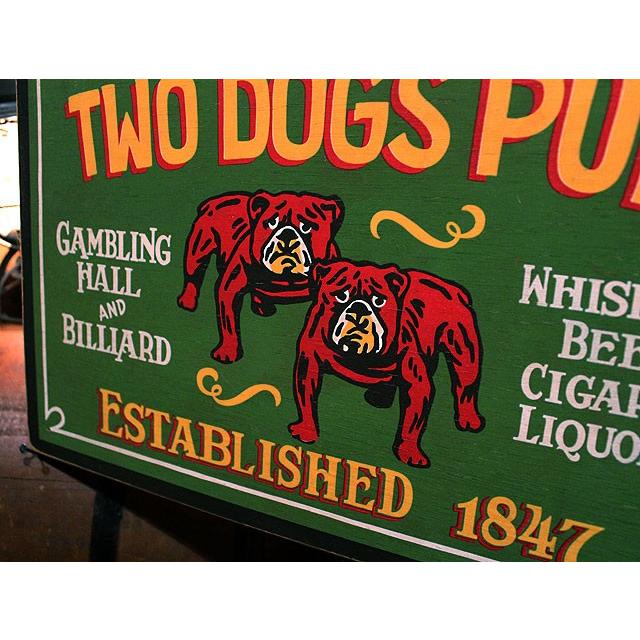 TWO DOGS PU
GAMBLING
HALL
AND
BILLIARD
WHISK
BEE
CIGAR
LIQUO
ESTABLISHED 1847